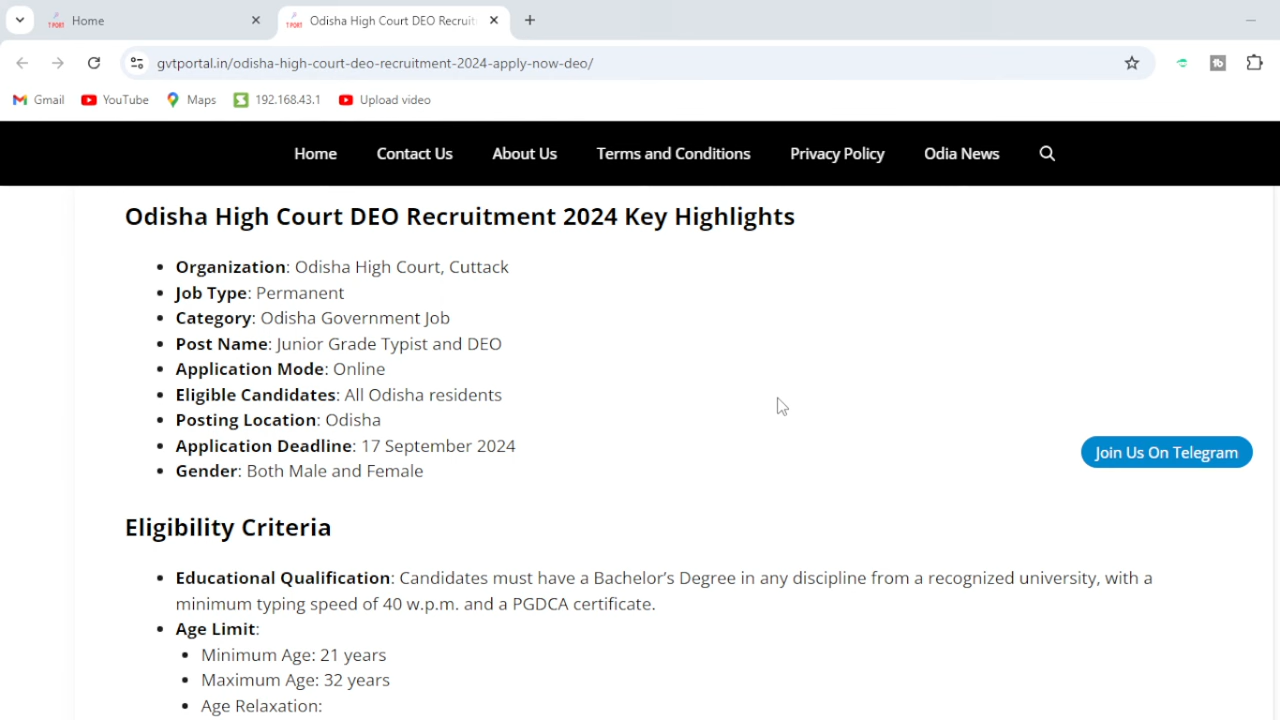 Home
Odisha High Court DEO Recruit
gvtportal.in/odisha-high-court-deo-recruitment-2024-apply-now-deo/
Gmail YouTube Maps 192.168.43.1 Upload video
Home Contact Us About Us Terms and Conditions Privacy Policy Odia News
Odisha High Court DEO Recruitment 2024 Key Highlights
Organization: Odisha High Court, Cuttack
Job Type: Permanent
Category: Odisha Government Job
Post Name: Junior Grade Typist and DEO
Application Mode: Online
Eligible Candidates: All Odisha residents
Posting Location: Odisha
Application Deadline: 17 September 2024
Join Us On Telegram
Gender: Both Male and Female
Eligibility Criteria
Educational Qualification: Candidates must have a Bachelor’s Degree in any discipline from a recognized university, with a
minimum typing speed of 40 w.p.m. and a PGDCA certificate.
Age Limit:
Minimum Age: 21 years
Maximum Age: 32 years
Age Relaxation: